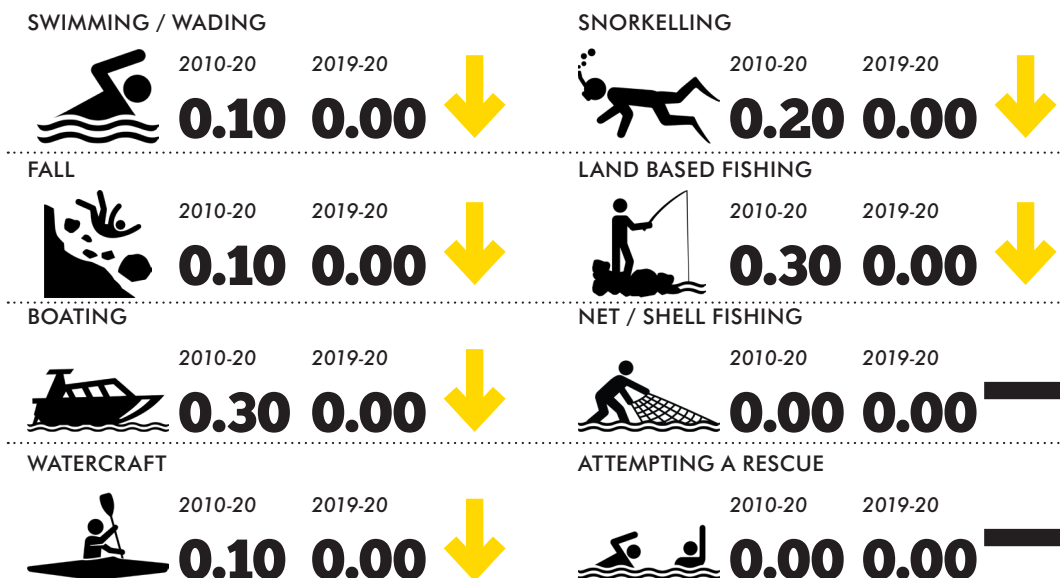 SWIMMING / WADING
2010-20 2019-20
0.10 0.00
SNORKELLING
2010-20 2019-20
0.20 0.00
FALL
2010-20 2019-20
0.10 0.00
LAND BASED FISHING
2010-20 2019-20
0.30 0.00
BOATING
2010-20 2019-20
0.30 0.00
NET / SHELL FISHING
2010-20 2019-20
0.00 0.00
WATERCRAFT
2010-20 2019-20
0.10 0.00
ATTEMPTING A RESCUE
2010-20 2019-20
0.00 0.00